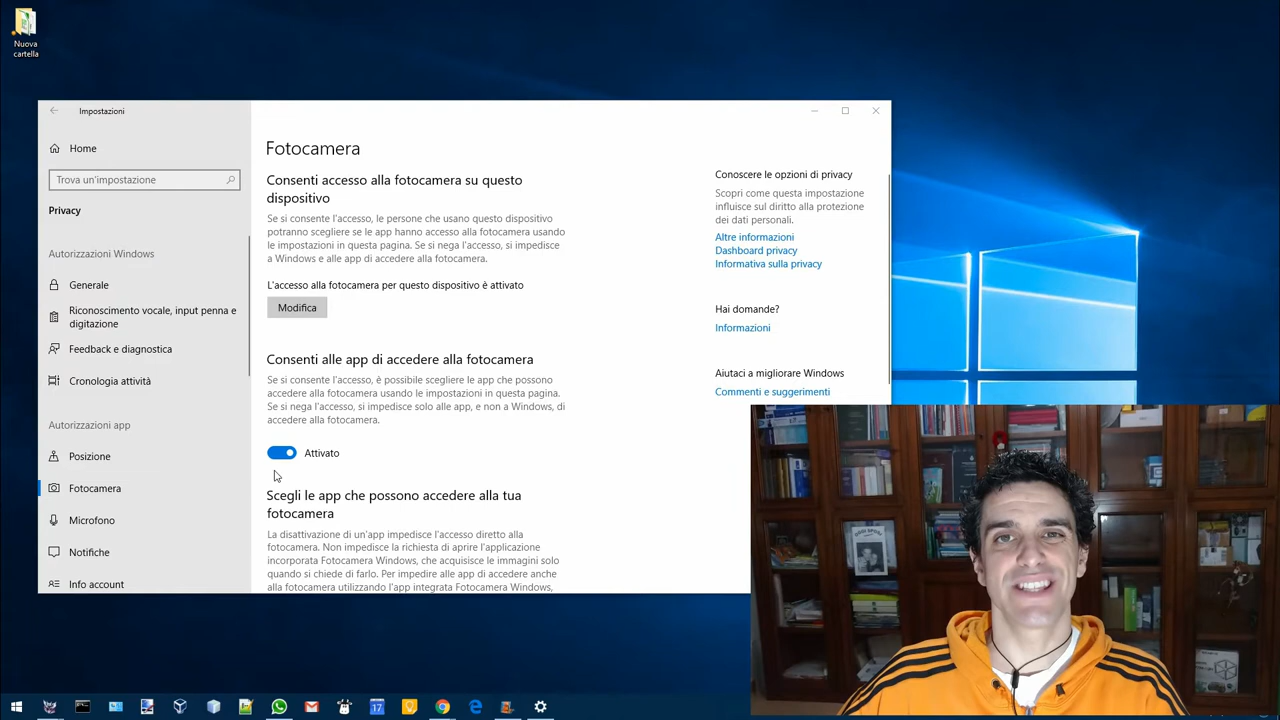 Nuova
cartella
Impostazioni
Home
Trova un'impostazione
Privacy
Autorizzazioni Windows
Generale
Riconoscimento vocale, input penna e
digitazione
Feedback e diagnostica
Cronologia attività
Autorizzazioni app
Posizione
Fotocamera
Microfono
Notifiche
Info account
Fotocamera
Consenti accesso alla fotocamera su questo
dispositivo
Se si consente l'accesso, le persone che usano questo dispositivo
potranno scegliere se le app hanno accesso alla fotocamera usando
le impostazioni in questa pagina. Se si nega l'accesso, si impedisce
a Windows e alle app di accedere alla fotocamera.
L'accesso alla fotocamera per questo dispositivo è attivato
Modifica
Consenti alle app di accedere alla fotocamera
Se si consente l'accesso, è possibile scegliere le app che possono
accedere alla fotocamera usando le impostazioni in questa pagina.
Se si nega l'accesso, si impedisce solo alle app, e non a Windows, di
accedere alla fotocamera.
Attivato
Scegli le app che possono accedere alla tua
fotocamera
La disattivazione di un'app impedisce l'accesso diretto alla
fotocamera. Non impedisce la richiesta di aprire l'applicazione
incorporata Fotocamera Windows, che acquisisce le immagini solo
quando si chiede di farlo. Per impedire alle app di accedere anche
alla fotocamera utilizzando l'app integrata Fotocamera Windows,
Conoscere le opzioni di privacy
Scopri come questa impostazione
influisce sul diritto alla protezione
dei dati personali.
Altre informazioni
Dashboard privacy
Informativa sulla privacy
Hai domande?
Informazioni
Aiutaci a migliorare Windows
Commenti e suggerimenti
17